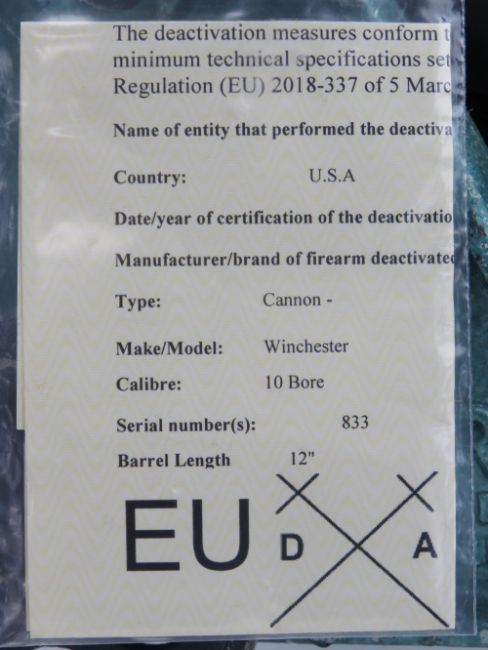 The deactivation measures conform
minimum technical specifications set
Regulation (EU) 2018-337 of 5 Marc
Name of entity that performed the deactiva
Country: U.S.A
Date/year of certification of the deactivatio
Manufacturer/brand of firearm deactivated
Type: Cannon -
Make/Model: Winchester
Calibre: 10 Bore
Serial number(s): 833
Barrel Length 12"
EU D A